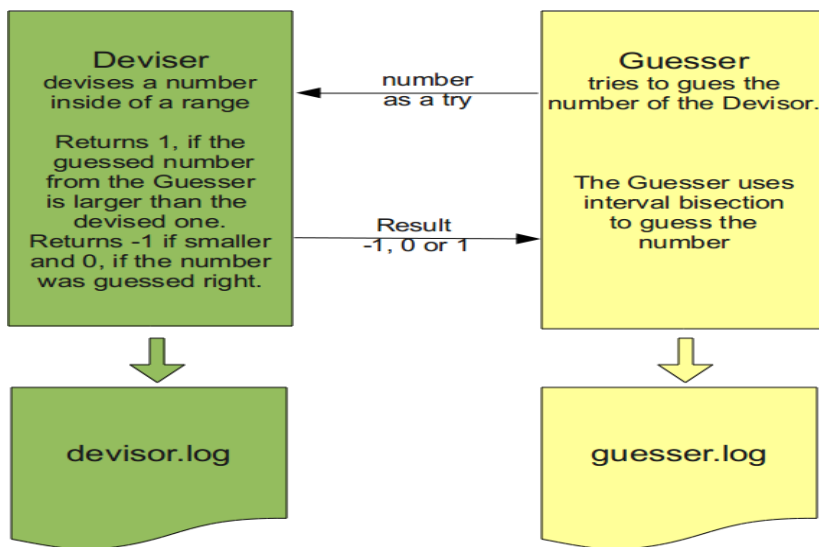 Deviser
devises a number
inside of a range
Returns 1, if the
guessed number
from the Guesser
is larger than the
devised one.
Returns -1 if smaller
and 0, if the number
was guessed right.
number
as a try
Result
-1, 0 or 1
Guesser
tries to gues the
number of the Devisor.
The Guesser uses
interval bisection
to guess the
number
devisor.log
guesser.log